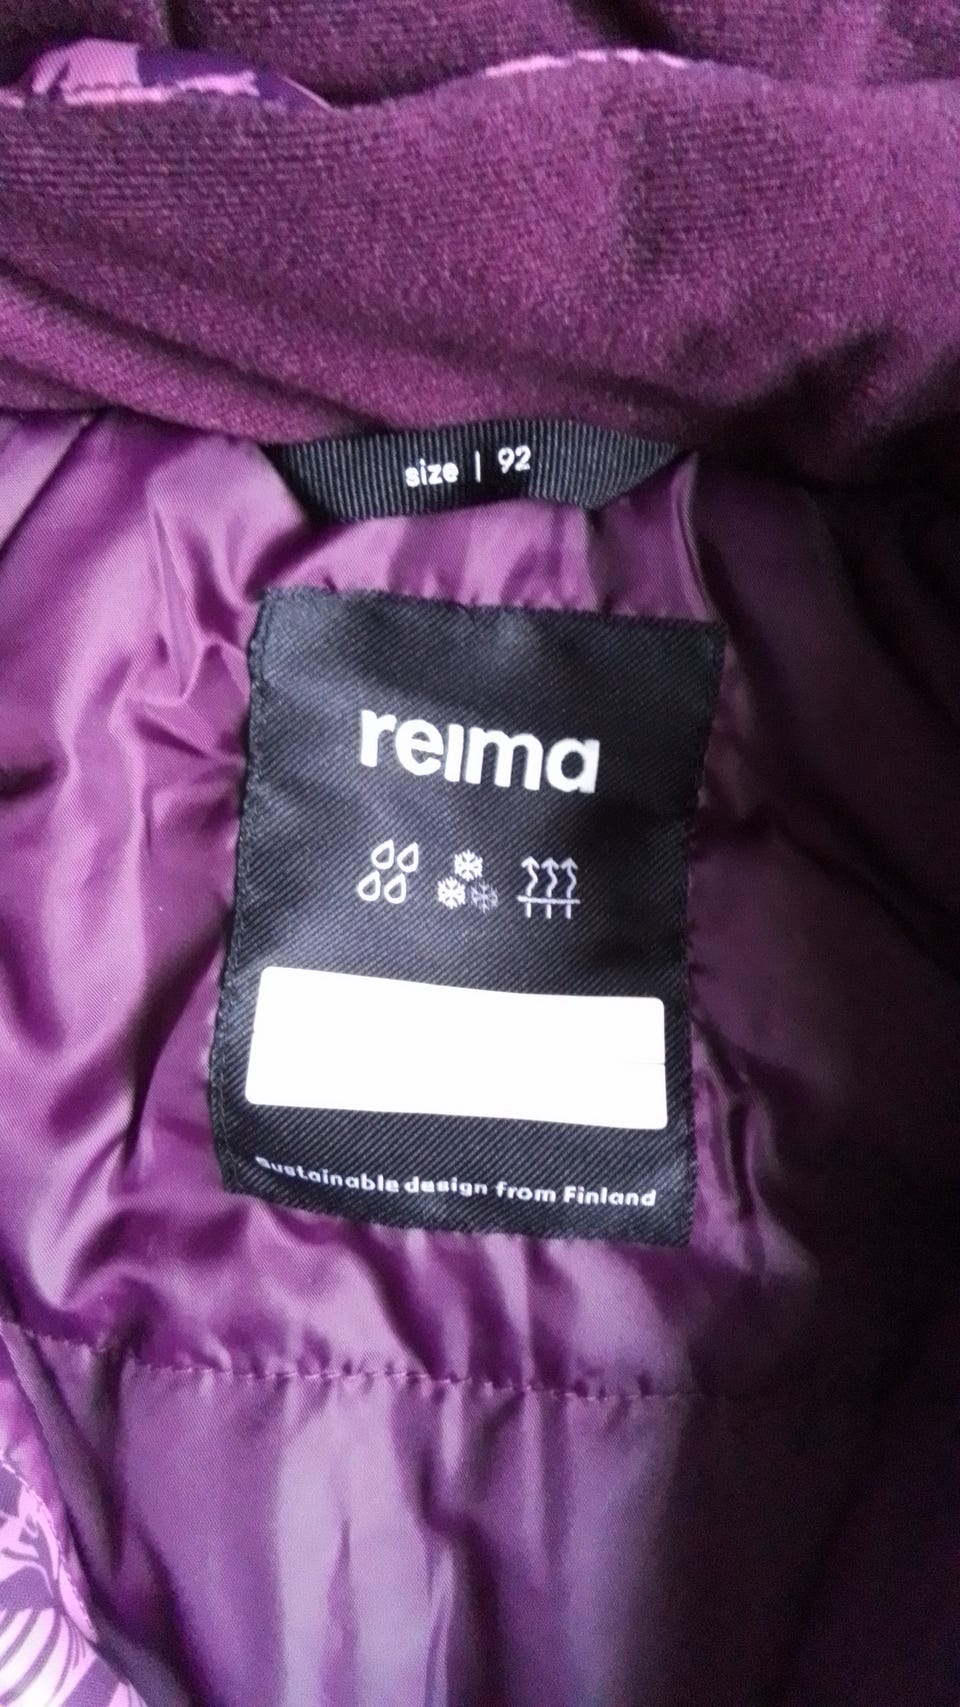 size | 92
reima
Sustainable design from Finland